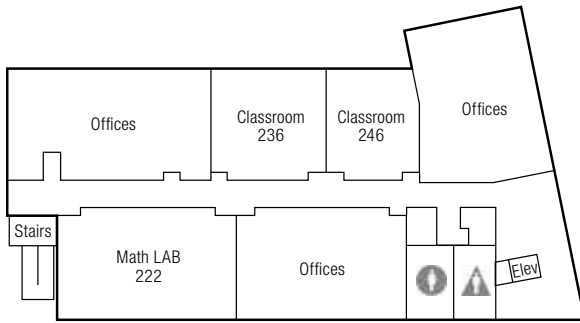 Offices
Classroom
236
Classroom
246
Offices
Stairs
Math LAB
222
Offices
Elev